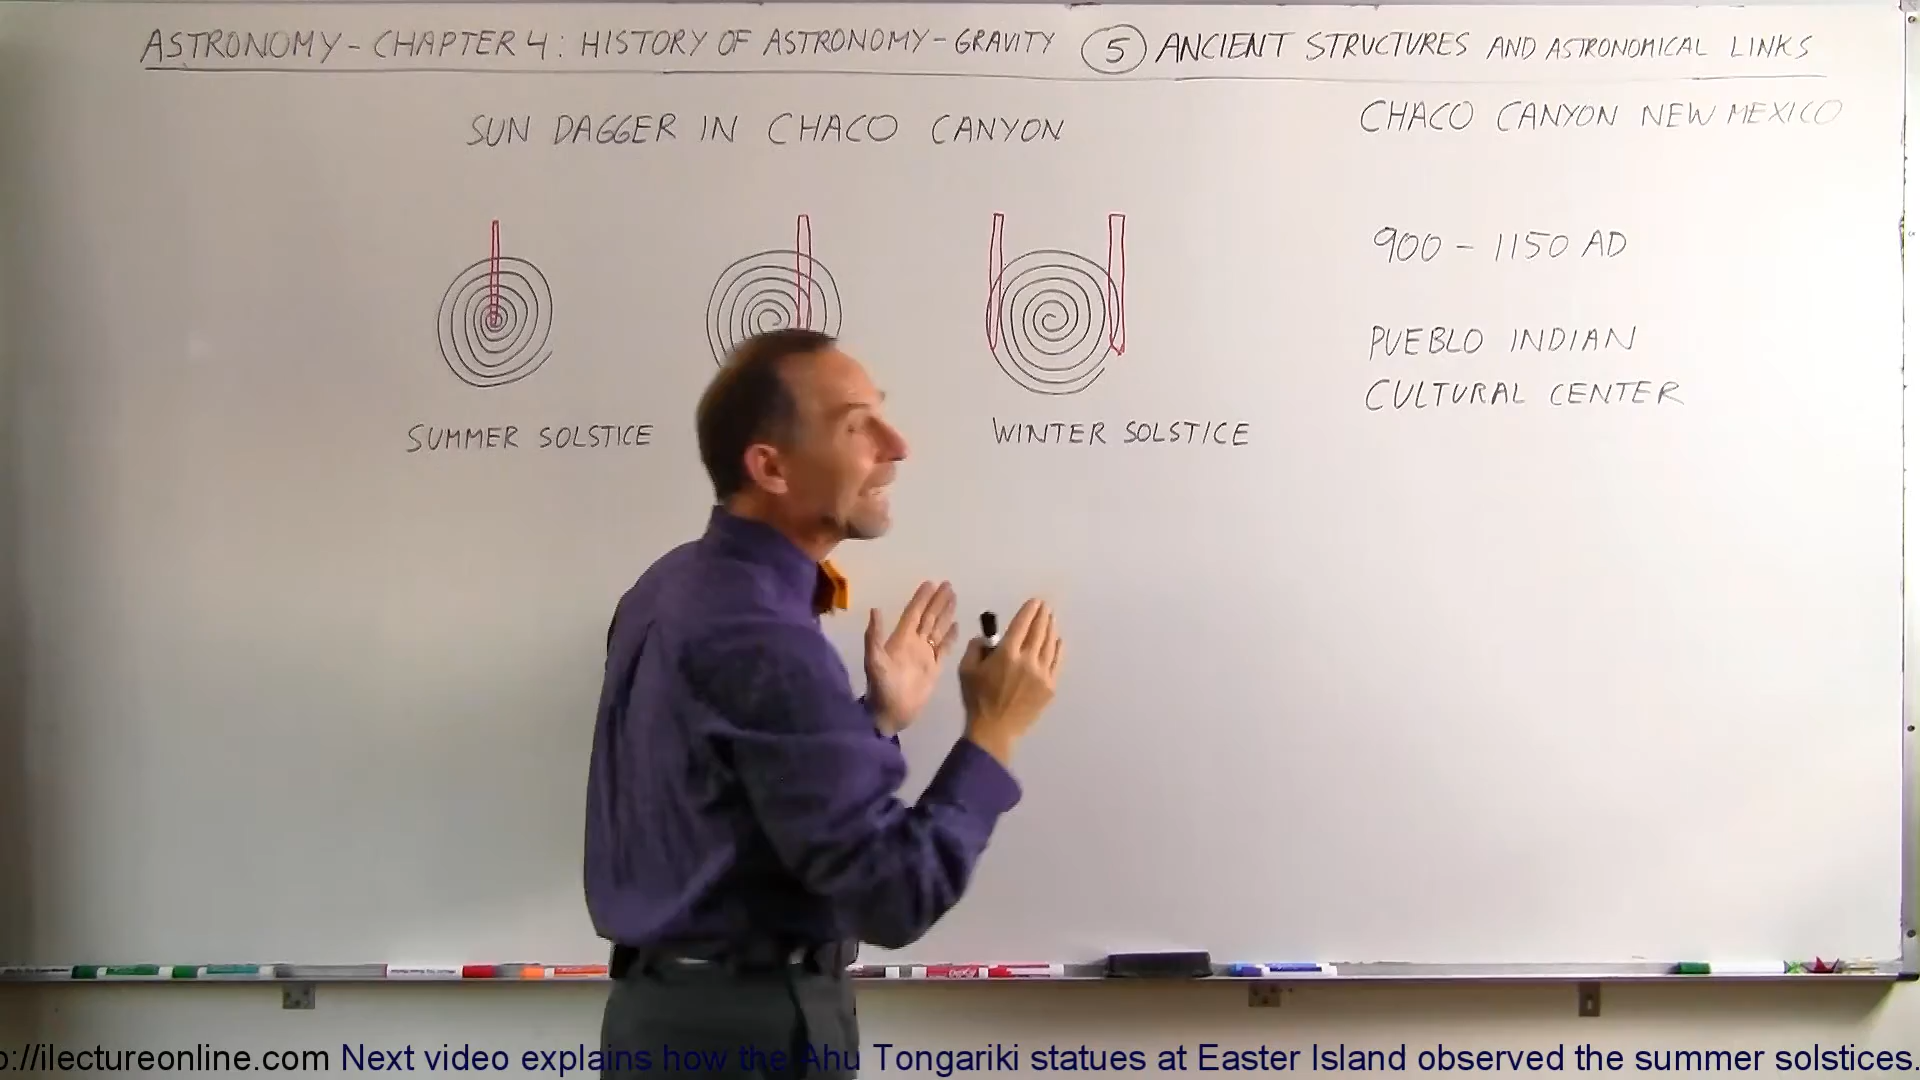 ASTRONOMY - CHAPTER 4 : HISTORY OF ASTRONOMY - GRAVITY 5 ANCIENT STRUCTURES AND ASTRONOMICAL LINKS
SUN DAGGER IN CHACO CANYON
SUMMER SOLSTICE
WINTER SOLSTICE
CHACO CANYON NEW MEXICO
900 - 1150 AD
PUEBLO INDIAN
CULTURAL CENTER
p://ilectureonline.com Next video explains how the Ahu Tongariki statues at Easter Island observed the summer solstices.